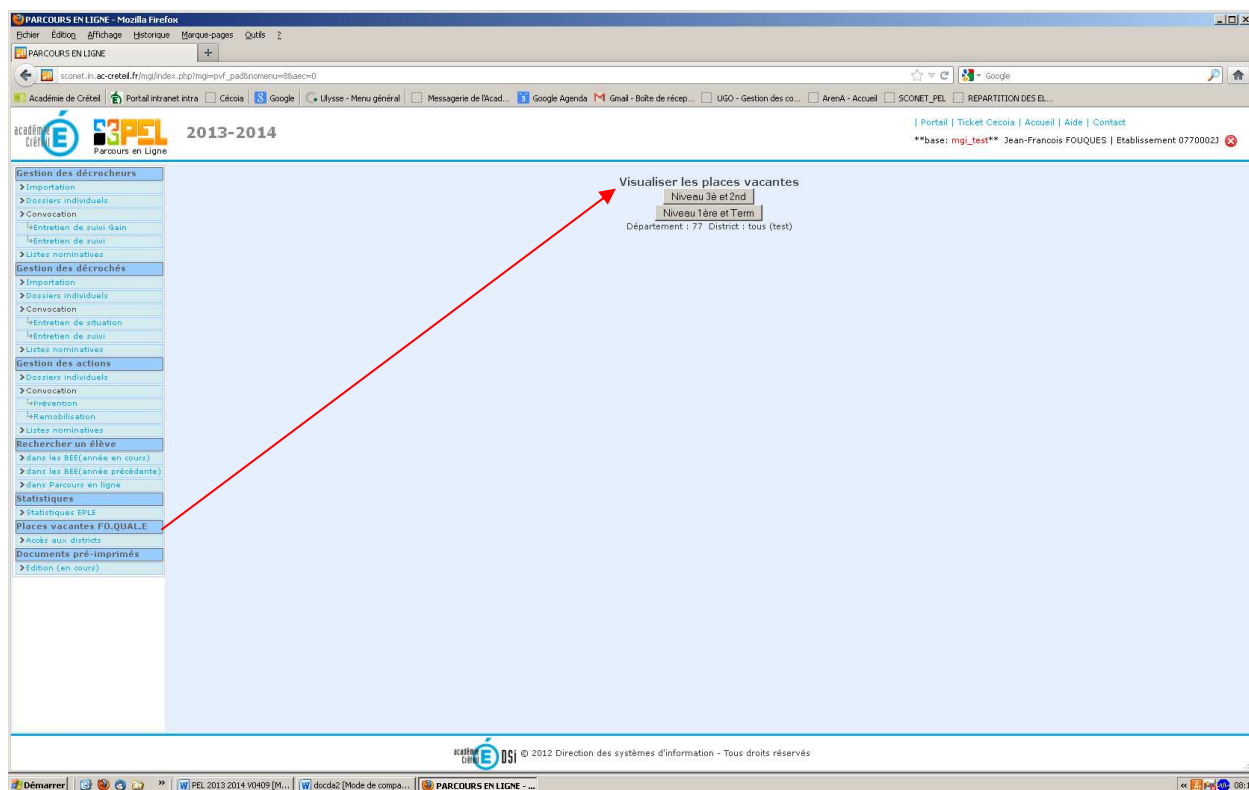 PARCOURS EN LIGNE - Mozilla Firefox
Fichier Édition Affichage Historique Marque-pages Outils ?
PARCOURS EN LIGNE +
sconet.in.ac-creteil.fr/mgi/index.php?mgi=pvf_pad&nomenu=8&aec=0 Google
Académie de Créteil Portail intranet intra Cécoia Google Ulysse - Menu général Messagerie de l'Acad... Google Agenda Gmail - Boîte de récep... UGO - Gestion des co... ArenA - Accueil SCONET_PEL REPARTITION DES EL...
académie Créteil S3PEL Parcours en Ligne 2013-2014
| Portail | Ticket Cecoia | Accueil | Aide | Contact
**base: mgi_test** Jean-Francois FOUQUES | Etablissement 0770002J
Gestion des décrocheurs
Importation
Dossiers individuels
Convocation
Entretien de suivi Gain
Entretien de suivi
Listes nominatives
Gestion des décrochés
Importation
Dossiers individuels
Convocation
Entretien de situation
Entretien de suivi
Listes nominatives
Gestion des actions
Dossiers individuels
Convocation
Prévention
Remobilisation
Listes nominatives
Rechercher un élève
dans les BEE(année en cours)
dans les BEE(année précédente)
dans Parcours en ligne
Statistiques
Statistiques EPLE
Places vacantes FO.QUAL.E
Accès aux districts
Documents pré-imprimés
Edition (en cours)
Visualiser les places vacantes
Niveau 3è et 2nd
Niveau 1ère et Term
Département : 77 District : tous (test)
académie Créteil DSi © 2012 Direction des systèmes d'information - Tous droits réservés
Démarrer » PEL 2013 2014 V0409 [M... docda2 [Mode de compa... PARCOURS EN LIGNE - ... «